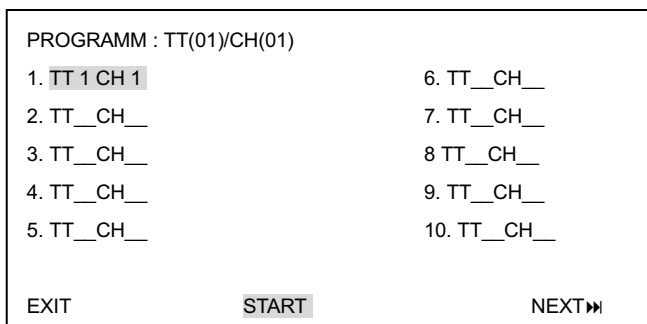 PROGRAMM : TT(01)/CH(01)
1. TT 1 CH 1
2. TT__CH__
3. TT__CH__
4. TT__CH__
5. TT__CH__
6. TT__CH__
7. TT__CH__
8 TT__CH__
9. TT__CH__
10. TT__CH__
EXIT START NEXT⏭